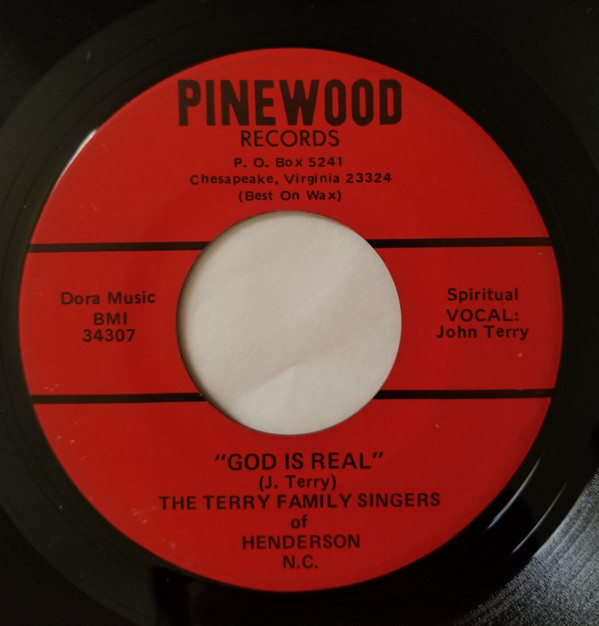 PINEWOOD
RECORDS
P. O. Box 5241
Chesapeake, Virginia 23324
(Best On Wax)
Dora Music
BMI
34307
Spiritual
VOCAL:
John Terry
"GOD IS REAL"
(J. Terry)
THE TERRY FAMILY SINGERS
of
HENDERSON
N.C.